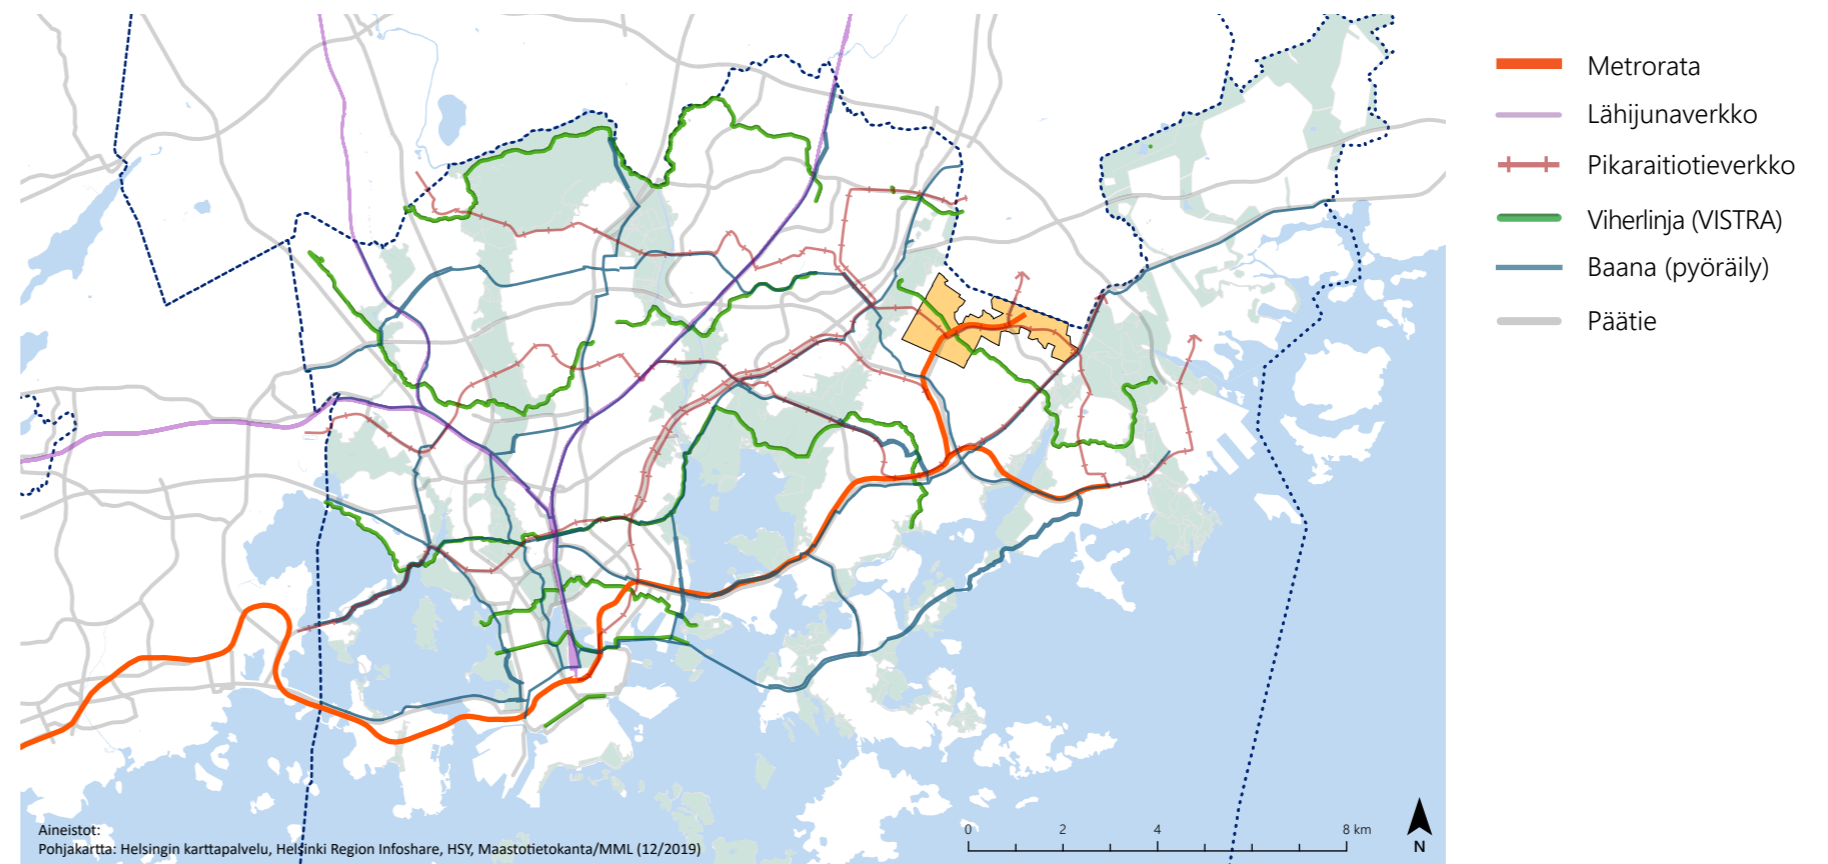 Metrorata
Lähijunaverkko
Pikaraitiotieverkko
Viherlinja (VISTRA)
Baana (pyöräily)
Päätie
0 2 4 8 km
N
Aineistot:
Pohjakartta: Helsingin karttapalvelu, Helsinki Region Infoshare, HSY, Maastotietokanta/MML (12/2019)